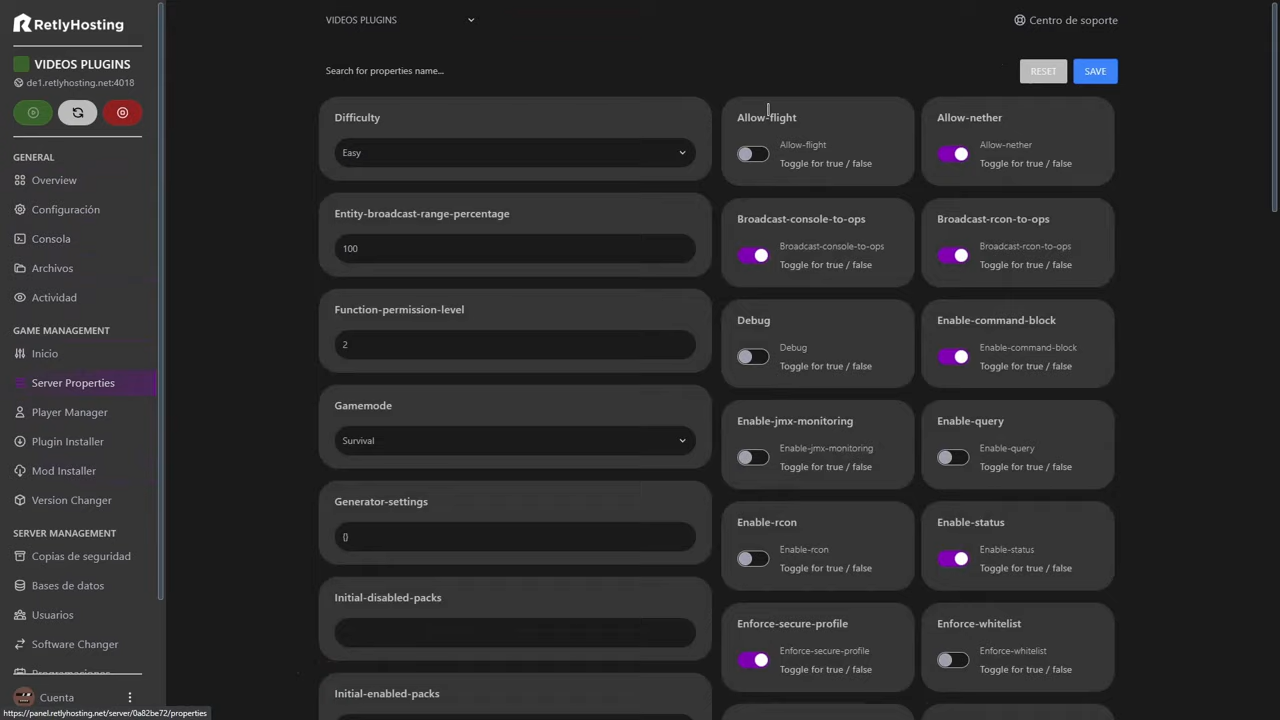 RetlyHosting
VIDEOS PLUGINS
de1.retlyhosting.net:4018
GENERAL
Overview
Configuración
Consola
Archivos
Actividad
GAME MANAGEMENT
Inicio
Server Properties
Player Manager
Plugin Installer
Mod Installer
Version Changer
SERVER MANAGEMENT
Copias de seguridad
Bases de datos
Usuarios
Software Changer
Programaciones
Cuenta
https://panel.retlyhosting.net/server/0a82be72/properties
VIDEOS PLUGINS
Centro de soporte
Search for properties name...
RESET
SAVE
Difficulty
Easy
Entity-broadcast-range-percentage
100
Function-permission-level
2
Gamemode
Survival
Generator-settings
{}
Initial-disabled-packs
Initial-enabled-packs
Allow-flight
Allow-flight
Toggle for true / false
Allow-nether
Allow-nether
Toggle for true / false
Broadcast-console-to-ops
Broadcast-console-to-ops
Toggle for true / false
Broadcast-rcon-to-ops
Broadcast-rcon-to-ops
Toggle for true / false
Debug
Debug
Toggle for true / false
Enable-command-block
Enable-command-block
Toggle for true / false
Enable-jmx-monitoring
Enable-jmx-monitoring
Toggle for true / false
Enable-query
Enable-query
Toggle for true / false
Enable-rcon
Enable-rcon
Toggle for true / false
Enable-status
Enable-status
Toggle for true / false
Enforce-secure-profile
Enforce-secure-profile
Toggle for true / false
Enforce-whitelist
Enforce-whitelist
Toggle for true / false